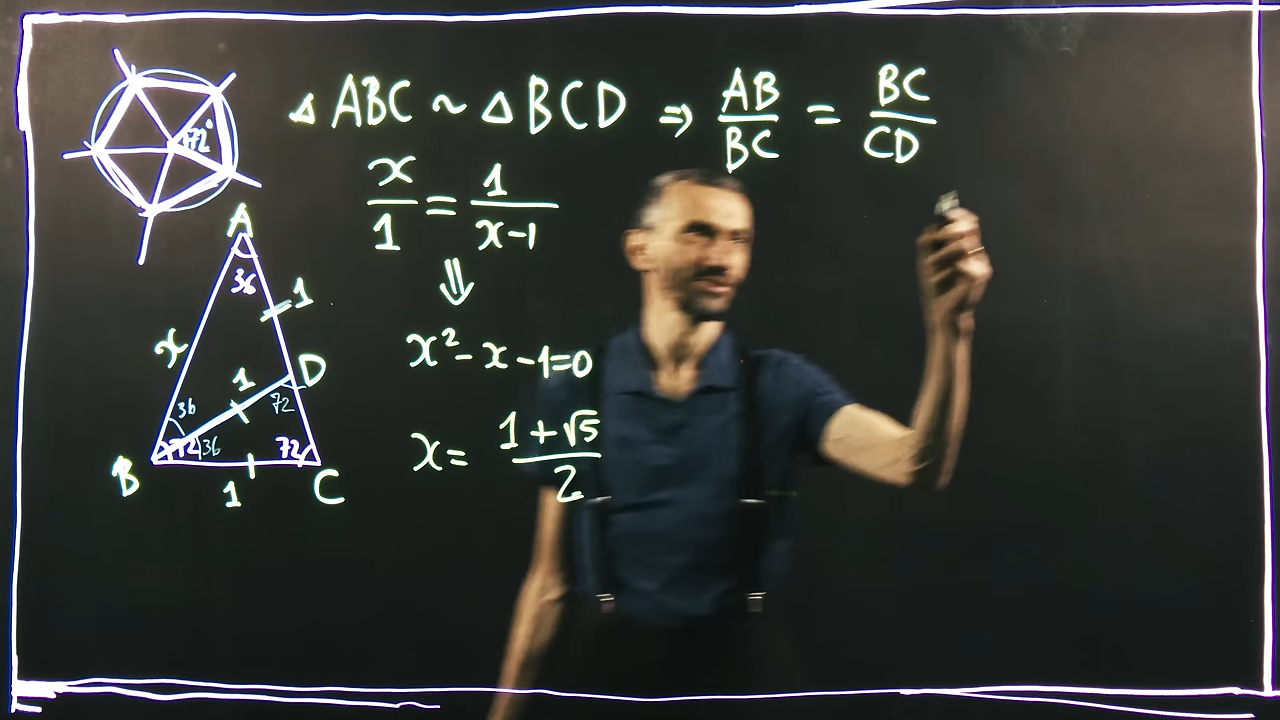 72°
△ ABC ~ △ BCD ⇒ AB/BC = BC/CD
x/1 = 1/(x-1)
⇓
x² - x - 1 = 0
x = (1 + √5)/2
A
36
1
x
1
D
36
72
72
36
72
B
1
C